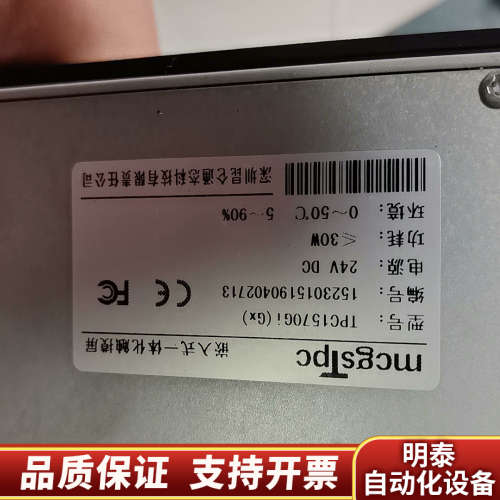 mcgsTpc
嵌入式一体化触摸屏
型号: TPC1570Gi(Gx)
编号: 1523015190402713
电源: 24V DC
功耗: ≤30W
环境: 0~50℃ 5~90%
CE FC
深圳昆仑通态科技有限责任公司
品质保证 支持开票
明泰
自动化设备